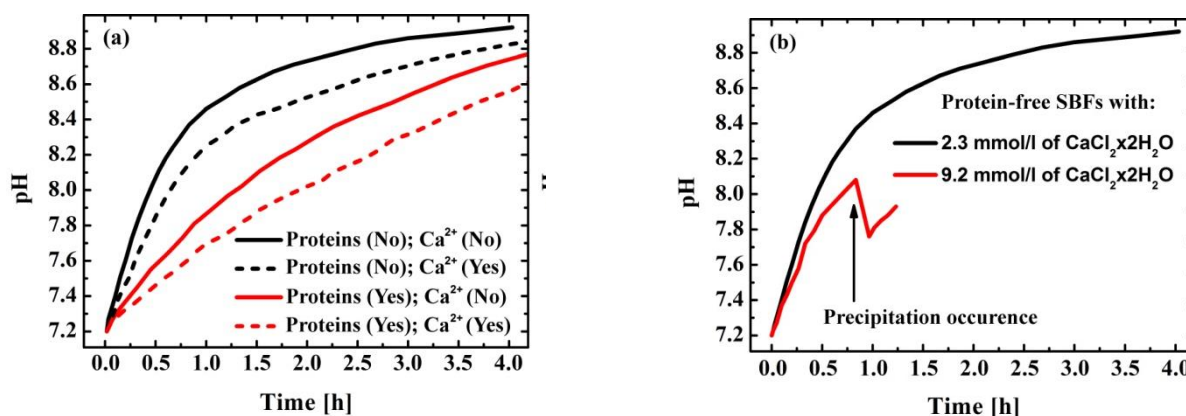 (a)
8.8
8.6
8.4
8.2
8.0
7.8
7.6
7.4
7.2
pH
Proteins (No); Ca²⁺ (No)
Proteins (No); Ca²⁺ (Yes)
Proteins (Yes); Ca²⁺ (No)
Proteins (Yes); Ca²⁺ (Yes)
0.0 0.5 1.0 1.5 2.0 2.5 3.0 3.5 4.0
Time [h]
(b)
8.8
8.6
8.4
8.2
8.0
7.8
7.6
7.4
7.2
pH
Protein-free SBFs with:
2.3 mmol/l of CaCl₂x2H₂O
9.2 mmol/l of CaCl₂x2H₂O
Precipitation occurence
0.0 0.5 1.0 1.5 2.0 2.5 3.0 3.5 4.0
Time [h]